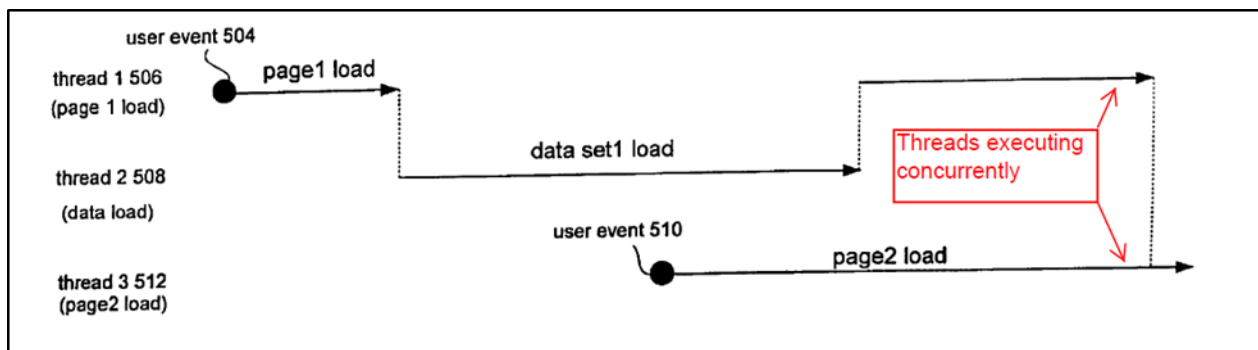 user event 504
thread 1 506
(page 1 load)
page1 load
data set1 load
Threads executing
concurrently
thread 2 508
(data load)
user event 510
page2 load
thread 3 512
(page2 load)